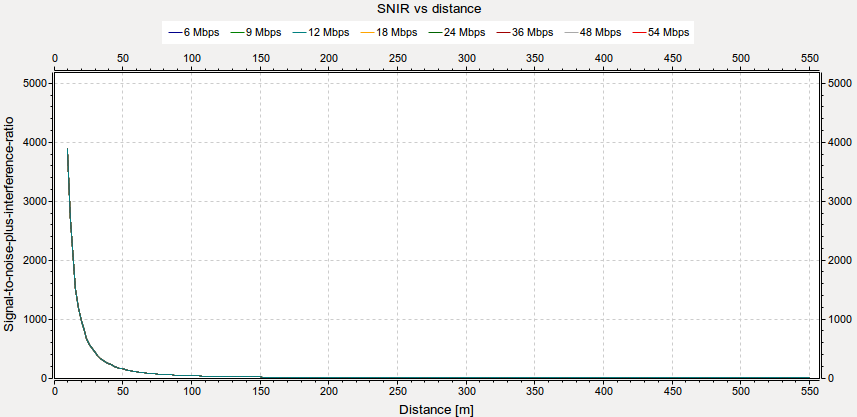 SNIR vs distance
6 Mbps 9 Mbps 12 Mbps 18 Mbps 24 Mbps 36 Mbps 48 Mbps 54 Mbps
0 50 100 150 200 250 300 350 400 450 500 550
5000 5000
4000 4000
3000 3000
2000 2000
1000 1000
0 0
Signal-to-noise-plus-interference-ratio
0 50 100 150 200 250 300 350 400 450 500 550
Distance [m]